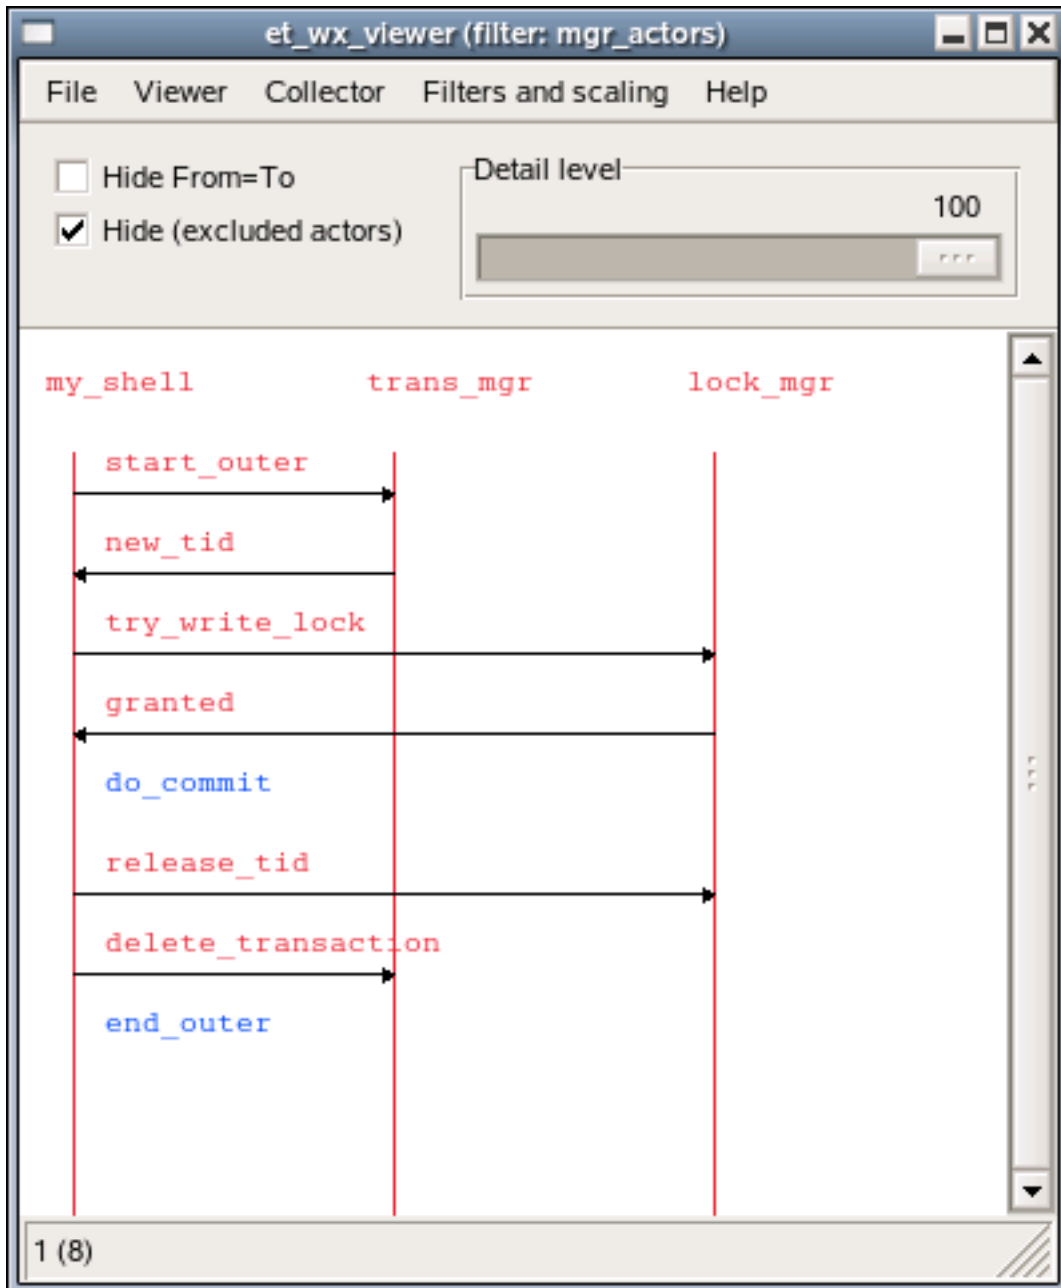 et_wx_viewer (filter: mgr_actors)
File Viewer Collector Filters and scaling Help
Hide From=To
Hide (excluded actors)
Detail level
100
my_shell trans_mgr lock_mgr
start_outer
new_tid
try_write_lock
granted
do_commit
release_tid
delete_transaction
end_outer
1 (8)